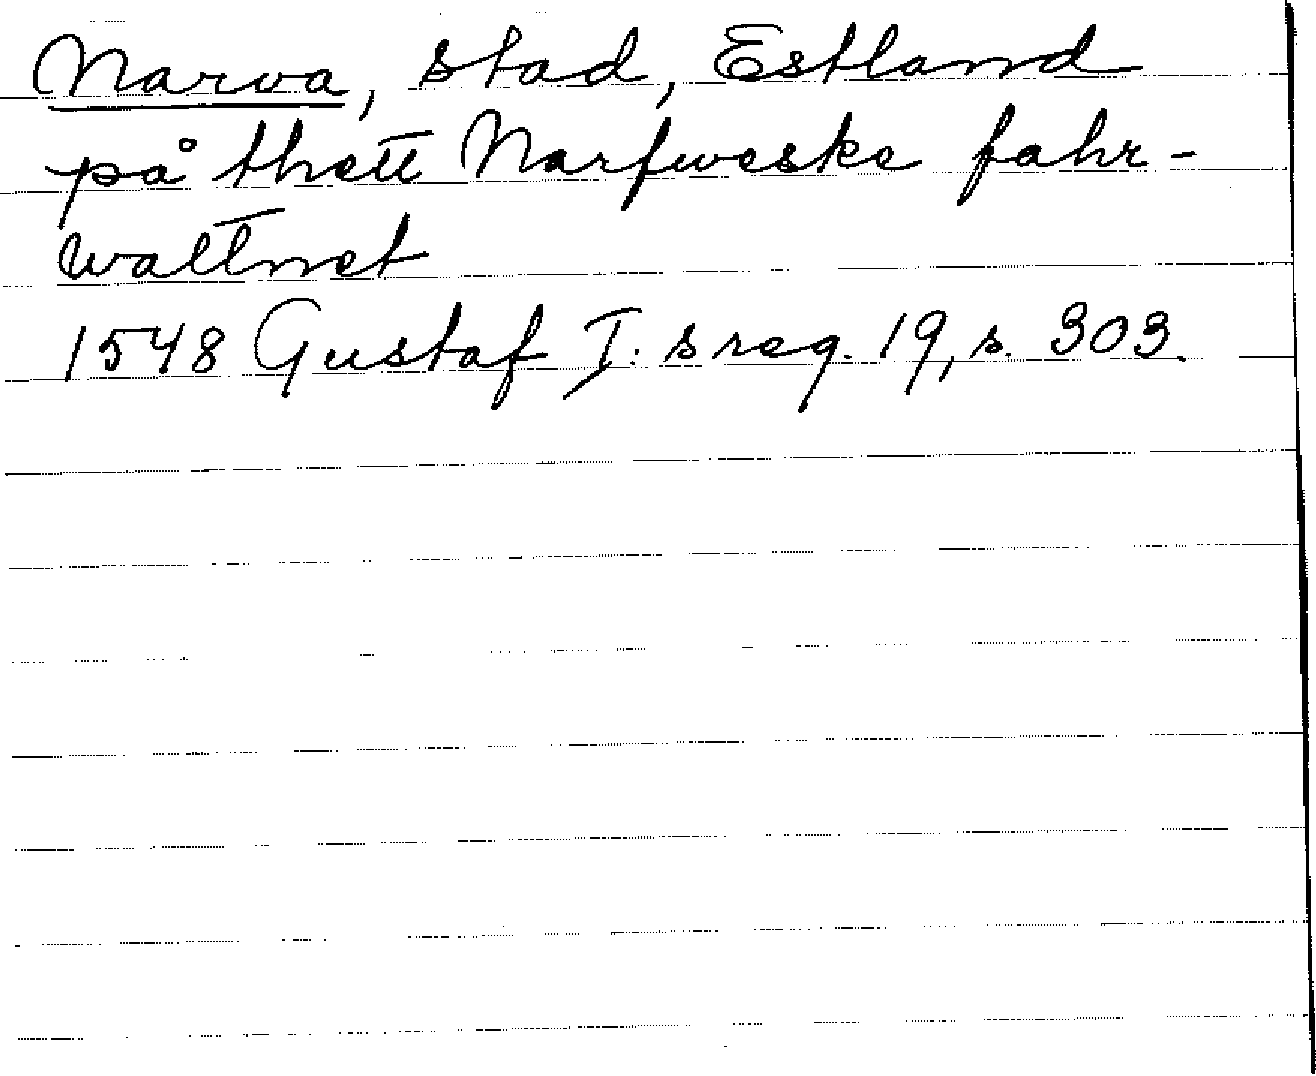 Narva, stad, Estland
på thett Narfweske fahr-
wattnet
1548 Gustaf I:s reg. 19, s. 303.